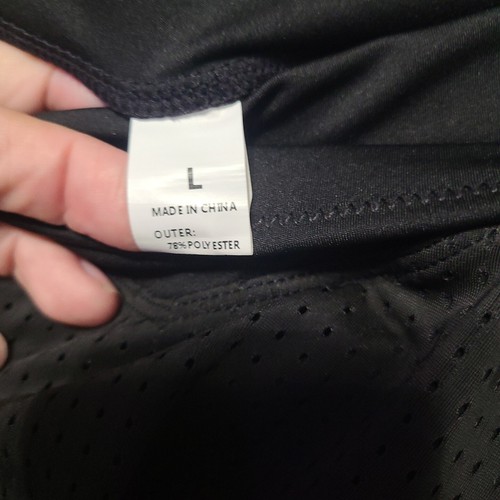 L
MADE IN CHINA
OUTER:
78%POLYESTER